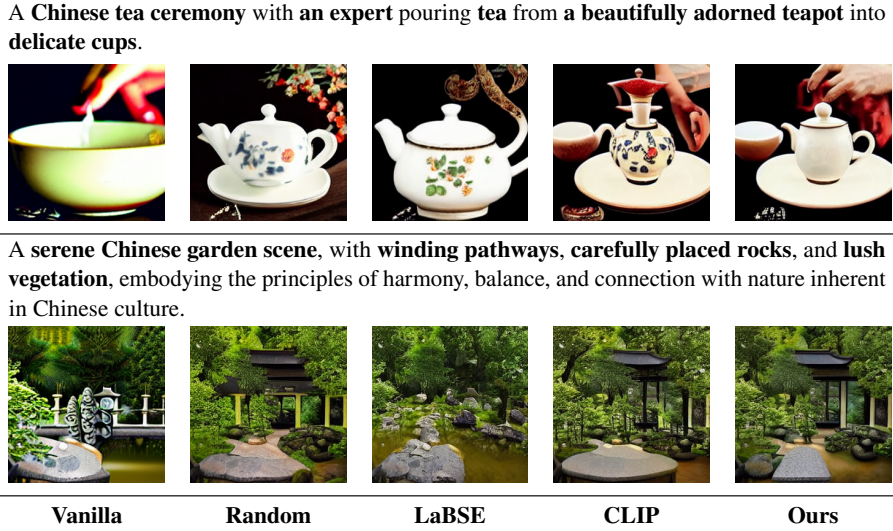 A Chinese tea ceremony with an expert pouring tea from a beautifully adorned teapot into
delicate cups.
A serene Chinese garden scene, with winding pathways, carefully placed rocks, and lush
vegetation, embodying the principles of harmony, balance, and connection with nature inherent
in Chinese culture.
Vanilla Random LaBSE CLIP Ours